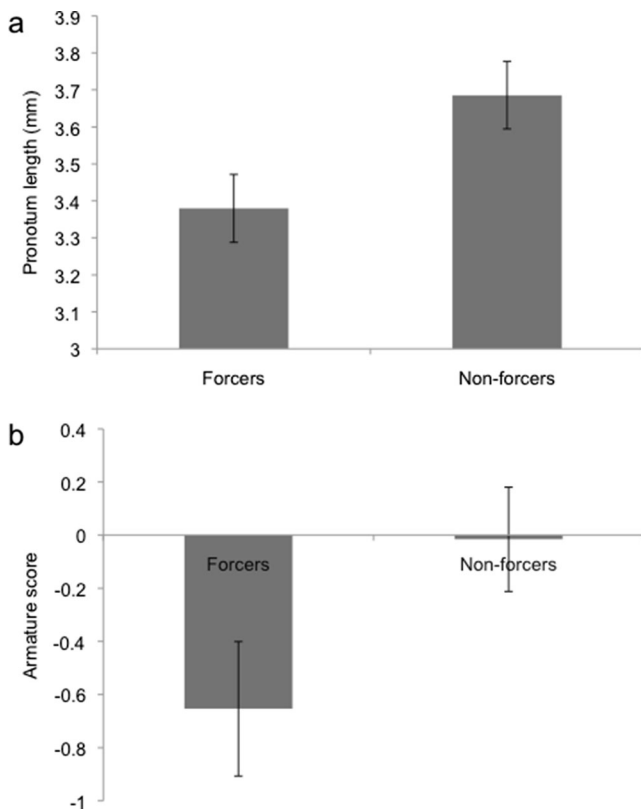 a
Pronotum length (mm)
3.9
3.8
3.7
3.6
3.5
3.4
3.3
3.2
3.1
3
Forcers
Non-forcers
b
Armature score
0.4
0.2
0
-0.2
-0.4
-0.6
-0.8
-1
Forcers
Non-forcers